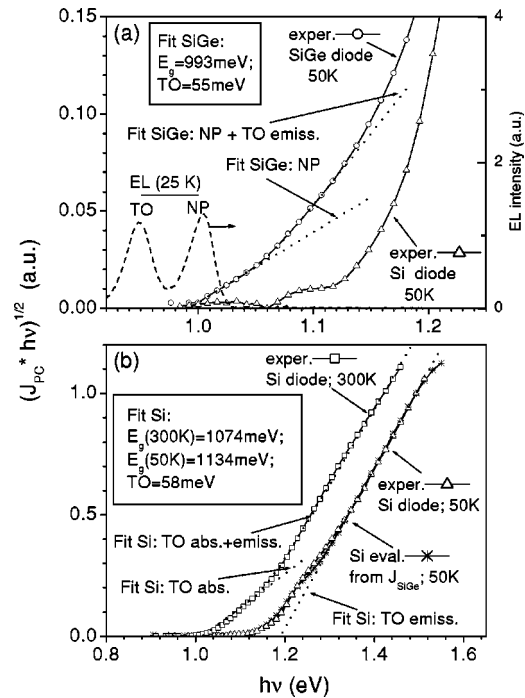 (a)
Fit SiGe:
E_g=993meV;
TO=55meV
exper.
SiGe diode
50K
Fit SiGe: NP + TO emiss.
Fit SiGe: NP
EL (25 K)
TO NP
exper.
Si diode
50K
0.15
0.10
0.05
0.00
4
2
0
EL intensity (a.u.)
1.0 1.1 1.2
(J_PC * hν)^1/2 (a.u.)
(b)
exper.
Si diode; 300K
Fit Si:
E_g(300K)=1074meV;
E_g(50K)=1134meV;
TO=58meV
exper.
Si diode; 50K
Fit Si: TO abs.+emiss.
Fit Si: TO abs.
Si eval.
from J_SiGe; 50K
Fit Si: TO emiss.
1.0
0.5
0.0
0.8 1.0 1.2 1.4 1.6
hν (eV)